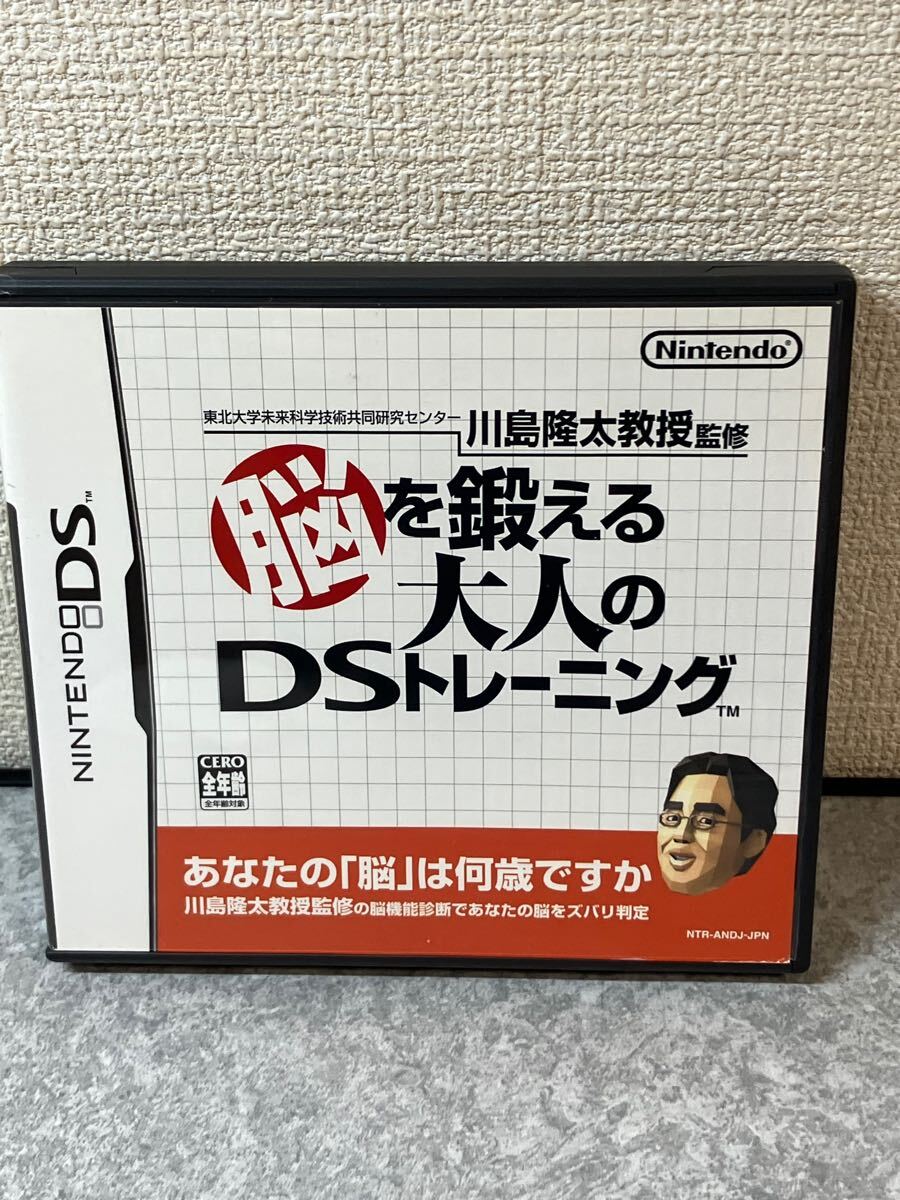 NINTENDO DS™
Nintendo®
東北大学未来科学技術共同研究センター
川島隆太教授監修
脳を鍛える
大人の
DSトレーニング™
CERO
全年齢
全年齢対象
あなたの「脳」は何歳ですか
川島隆太教授監修の脳機能診断であなたの脳をズバリ判定
NTR-ANDJ-JPN